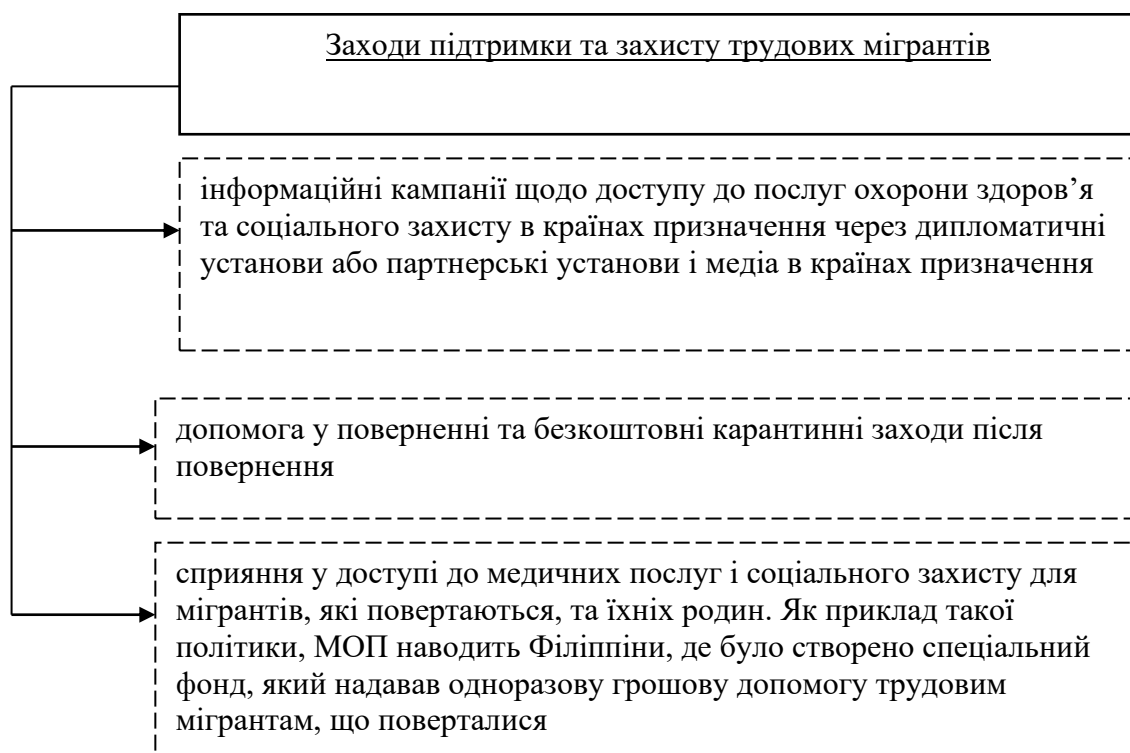 Заходи підтримки та захисту трудових мігрантів
інформаційні кампанії щодо доступу до послуг охорони здоров’я
та соціального захисту в країнах призначення через дипломатичні
установи або партнерські установи і медіа в країнах призначення
допомога у поверненні та безкоштовні карантинні заходи після
повернення
сприяння у доступі до медичних послуг і соціального захисту для
мігрантів, які повертаються, та їхніх родин. Як приклад такої
політики, МОП наводить Філіппіни, де було створено спеціальний
фонд, який надавав одноразову грошову допомогу трудовим
мігрантам, що поверталися